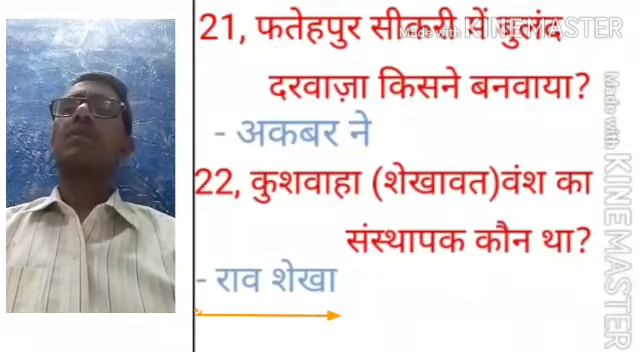 21, फतेहपुर सीकरी में बुलंद
दरवाज़ा किसने बनवाया?
- अकबर ने
22, कुशवाहा (शेखावत)वंश का
संस्थापक कौन था?
- राव शेखा
Made with KINEMASTER
Made with KINEMASTER